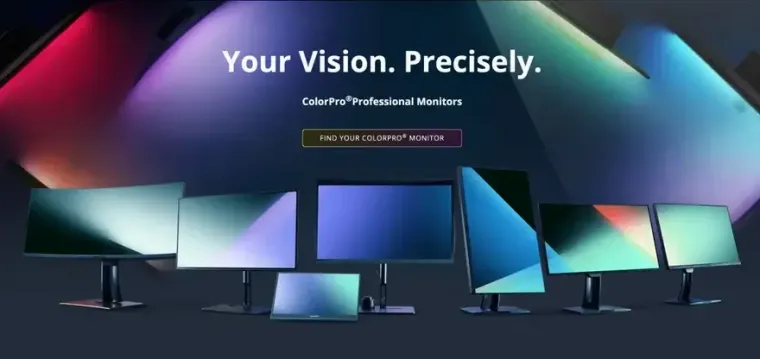 Your Vision. Precisely.
ColorPro®Professional Monitors
FIND YOUR COLORPRO® MONITOR